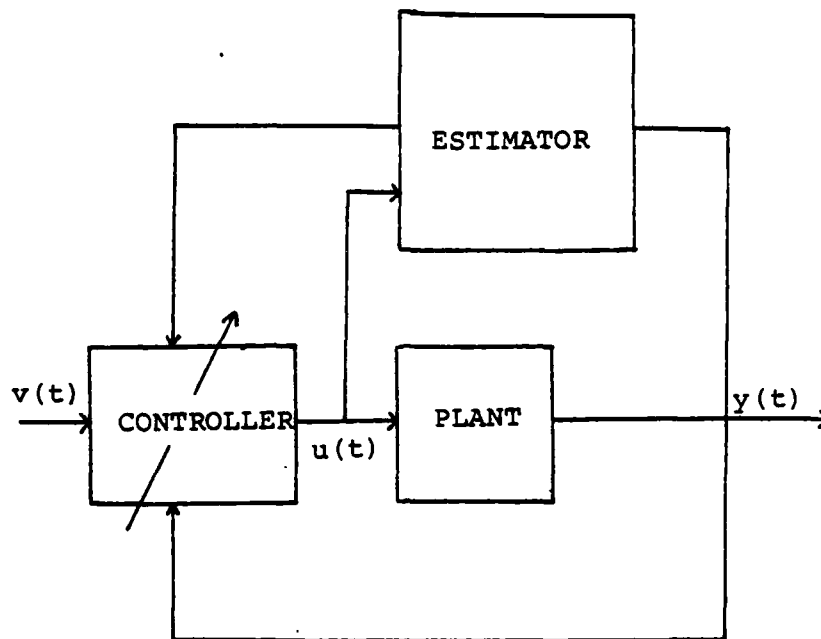 ESTIMATOR
v(t)
CONTROLLER
u(t)
PLANT
y(t)